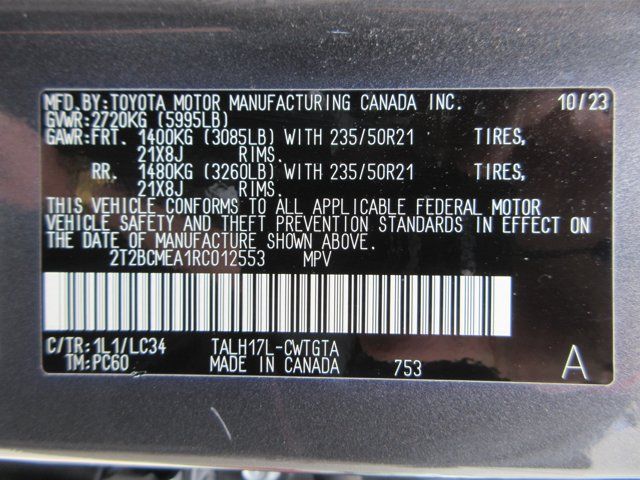 MFD.BY:TOYOTA MOTOR MANUFACTURING CANADA INC. 10/23
GVWR:2720KG (5995LB)
GAWR:FRT. 1400KG (3085LB) WITH 235/50R21 TIRES,
21X8J RIMS.
RR. 1480KG (3260LB) WITH 235/50R21 TIRES,
21X8J RIMS.
THIS VEHICLE CONFORMS TO ALL APPLICABLE FEDERAL MOTOR
VEHICLE SAFETY AND THEFT PREVENTION STANDARDS IN EFFECT ON
THE DATE OF MANUFACTURE SHOWN ABOVE.
2T2BCMEA1RC012553 MPV
C/TR:1L1/LC34 TALH17L-CWTGTA
TM:PC60 MADE IN CANADA 753 A